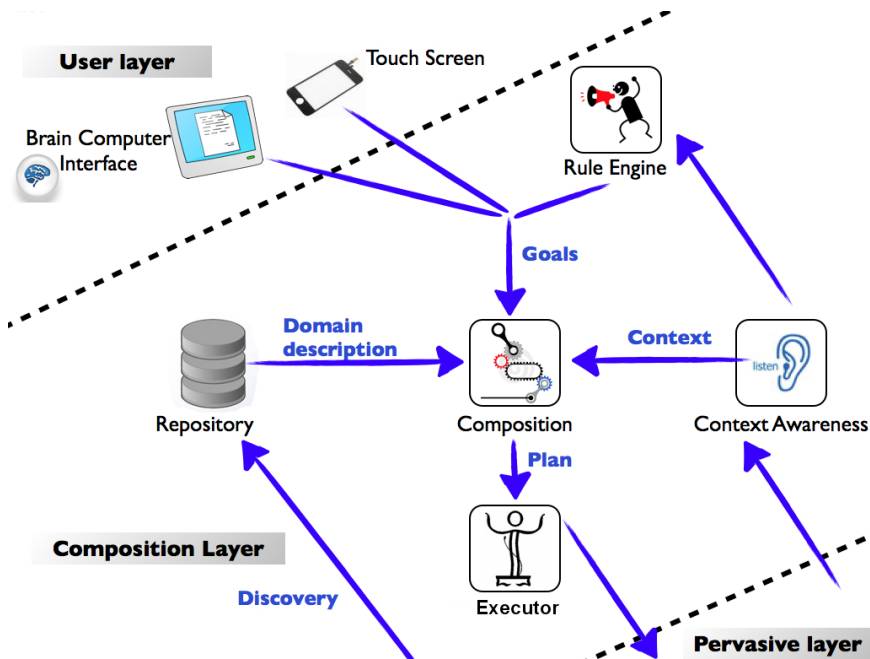 User layer
Touch Screen
Brain Computer
Interface
Rule Engine
Goals
Domain
description
Context
listen
Repository
Composition
Context Awareness
Plan
Composition Layer
Discovery
Executor
Pervasive layer